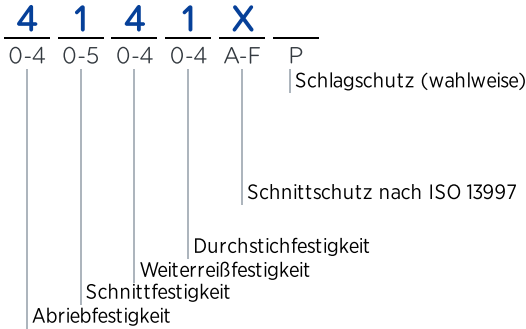 4 1 4 1 X
0-4 0-5 0-4 0-4 A-F P
Schlagschutz (wahlweise)
Schnittschutz nach ISO 13997
Durchstichfestigkeit
Weiterreißfestigkeit
Schnittfestigkeit
Abriebfestigkeit